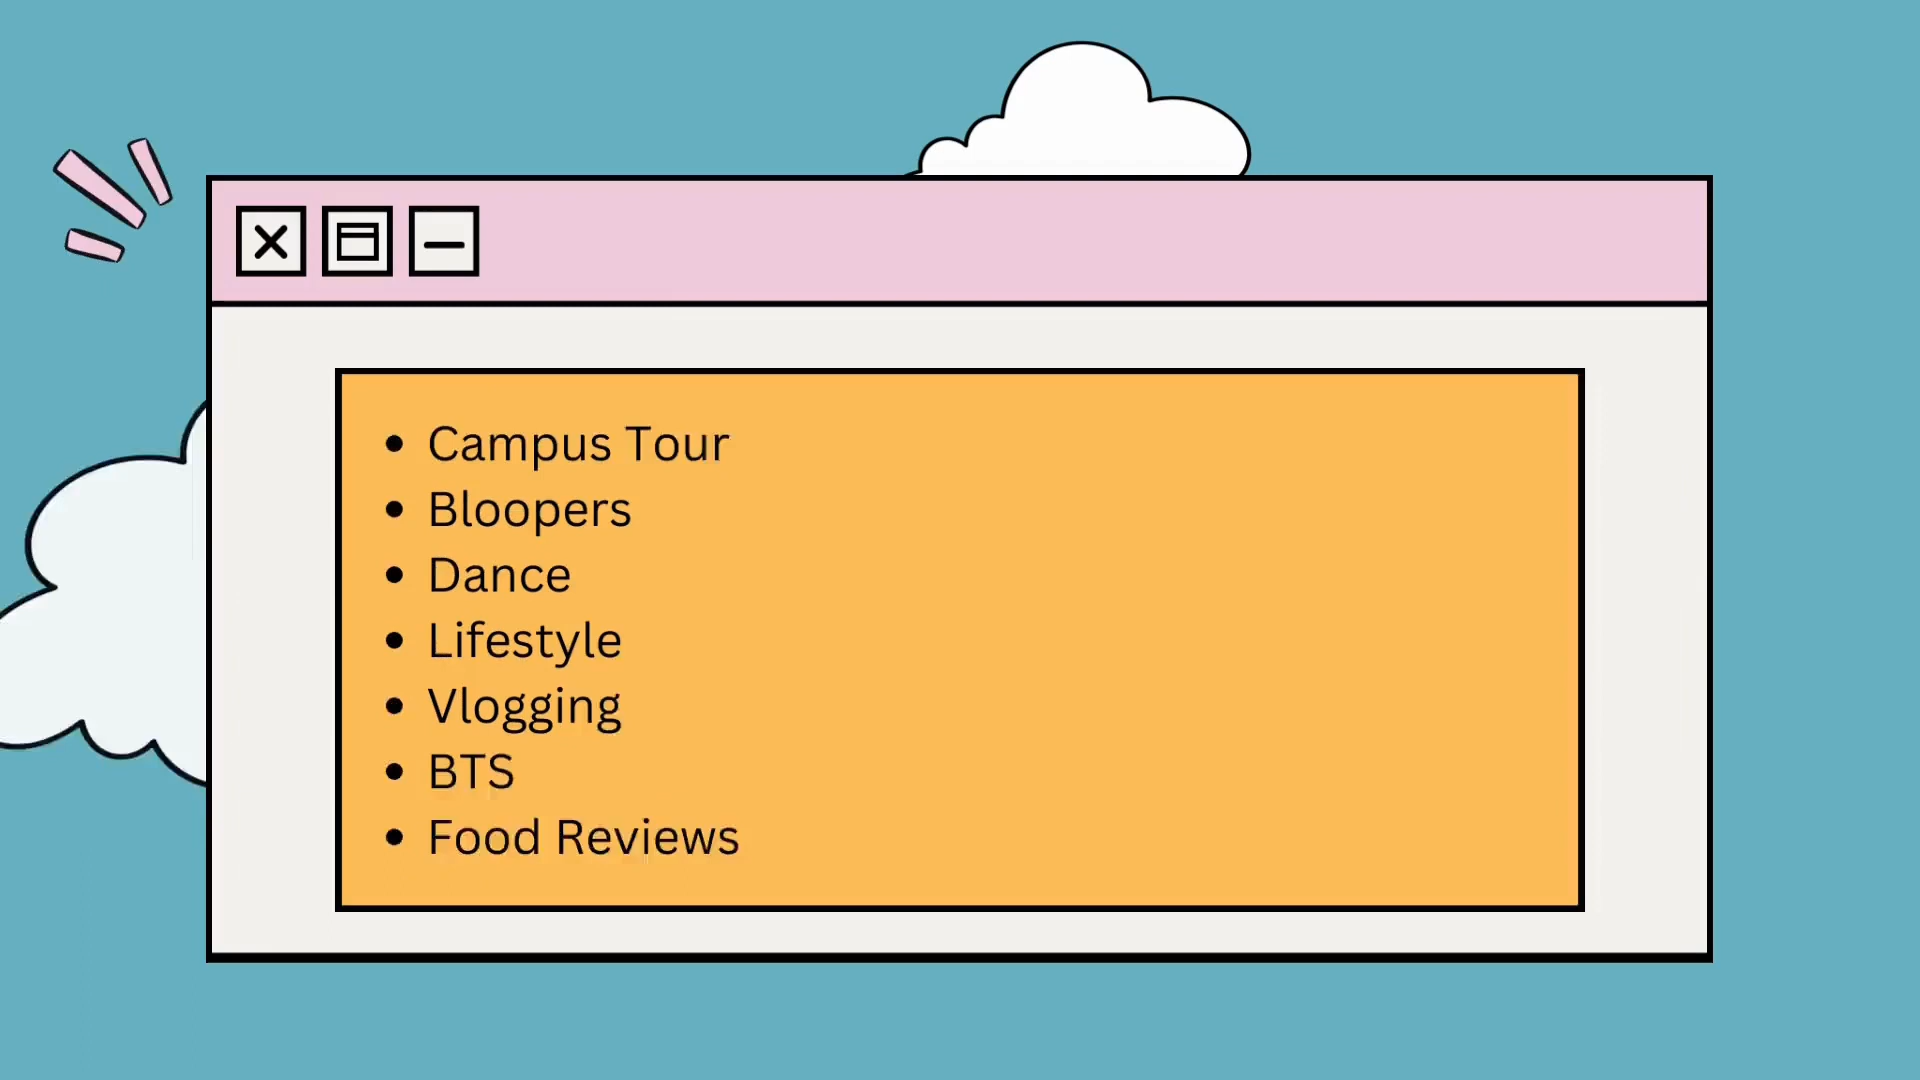 Campus Tour
Bloopers
Dance
Lifestyle
Vlogging
BTS
Food Reviews